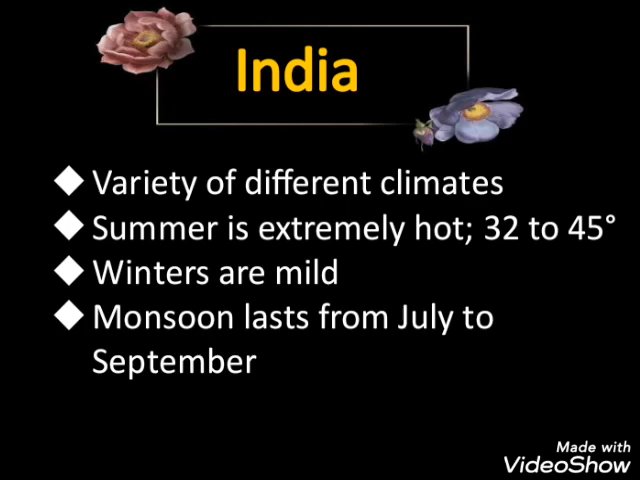 India
◆ Variety of different climates
◆ Summer is extremely hot; 32 to 45°
◆ Winters are mild
◆ Monsoon lasts from July to
September
Made with
VideoShow